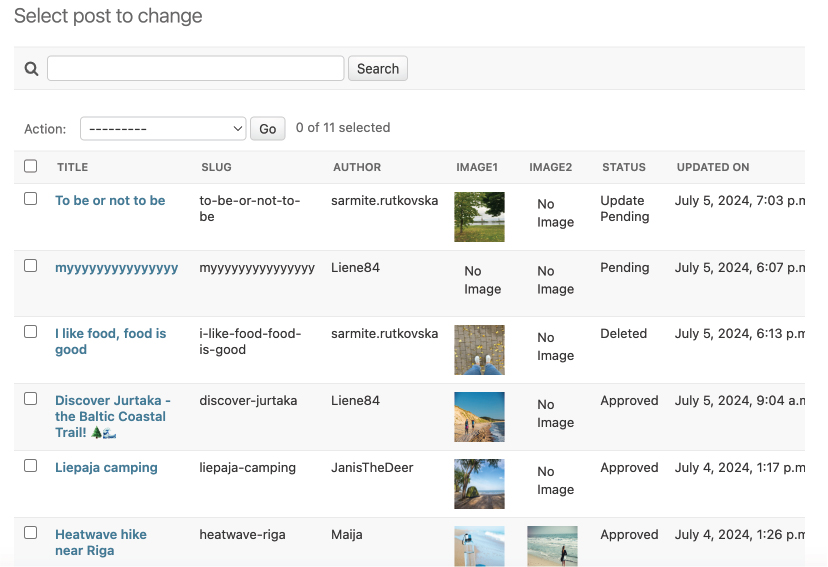 Select post to change
Search
Action: --------- Go 0 of 11 selected
TITLE SLUG AUTHOR IMAGE1 IMAGE2 STATUS UPDATED ON
To be or not to be to-be-or-not-to- sarmite.rutkovska No Update July 5, 2024, 7:03 p.m
be Image Pending
myyyyyyyyyyyyyyy myyyyyyyyyyyyyyy Liene84 No No Pending July 5, 2024, 6:07 p.m
Image Image
I like food, food is i-like-food-food- sarmite.rutkovska No Deleted July 5, 2024, 6:13 p.m
good is-good Image
Discover Jurtaka - discover-jurtaka Liene84 No Approved July 5, 2024, 9:04 a.m
the Baltic Coastal Image
Trail! 🌲🌊
Liepaja camping liepaja-camping JanisTheDeer No Approved July 4, 2024, 1:17 p.m
Image
Heatwave hike heatwave-riga Maija Approved July 4, 2024, 1:26 p.m
near Riga